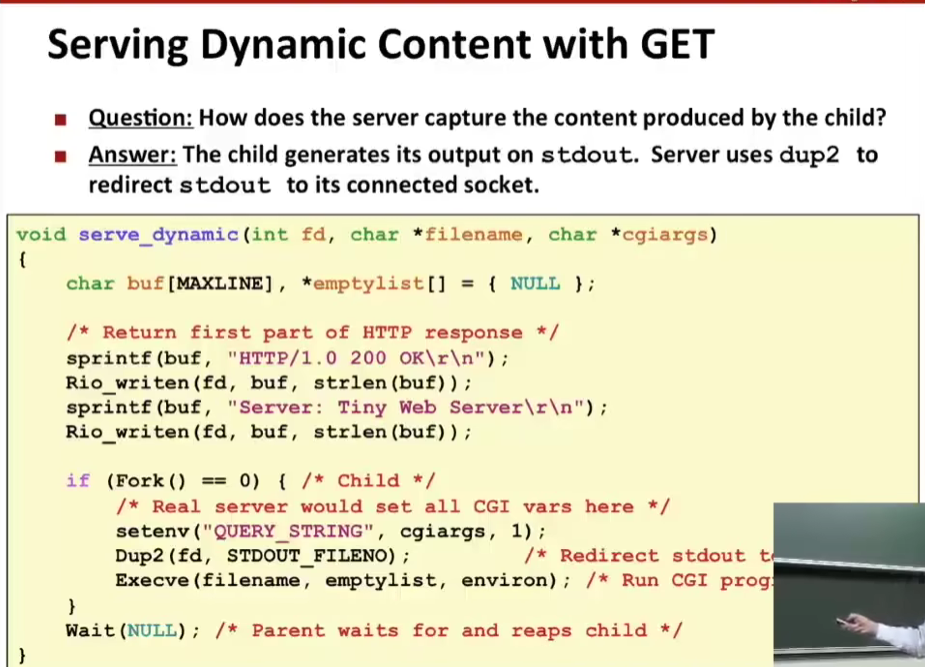 Serving Dynamic Content with GET
Question: How does the server capture the content produced by the child?
Answer: The child generates its output on stdout. Server uses dup2 to
redirect stdout to its connected socket.
void serve_dynamic(int fd, char *filename, char *cgiargs)
{
    char buf[MAXLINE], *emptylist[] = { NULL };
    /* Return first part of HTTP response */
    sprintf(buf, "HTTP/1.0 200 OK\r\n");
    Rio_writen(fd, buf, strlen(buf));
    sprintf(buf, "Server: Tiny Web Server\r\n");
    Rio_writen(fd, buf, strlen(buf));
    if (Fork() == 0) { /* Child */
        /* Real server would set all CGI vars here */
        setenv("QUERY_STRING", cgiargs, 1);
        Dup2(fd, STDOUT_FILENO);         /* Redirect stdout
        Execve(filename, emptylist, environ); /* Run CGI
    }
    Wait(NULL); /* Parent waits for and reaps child */
}